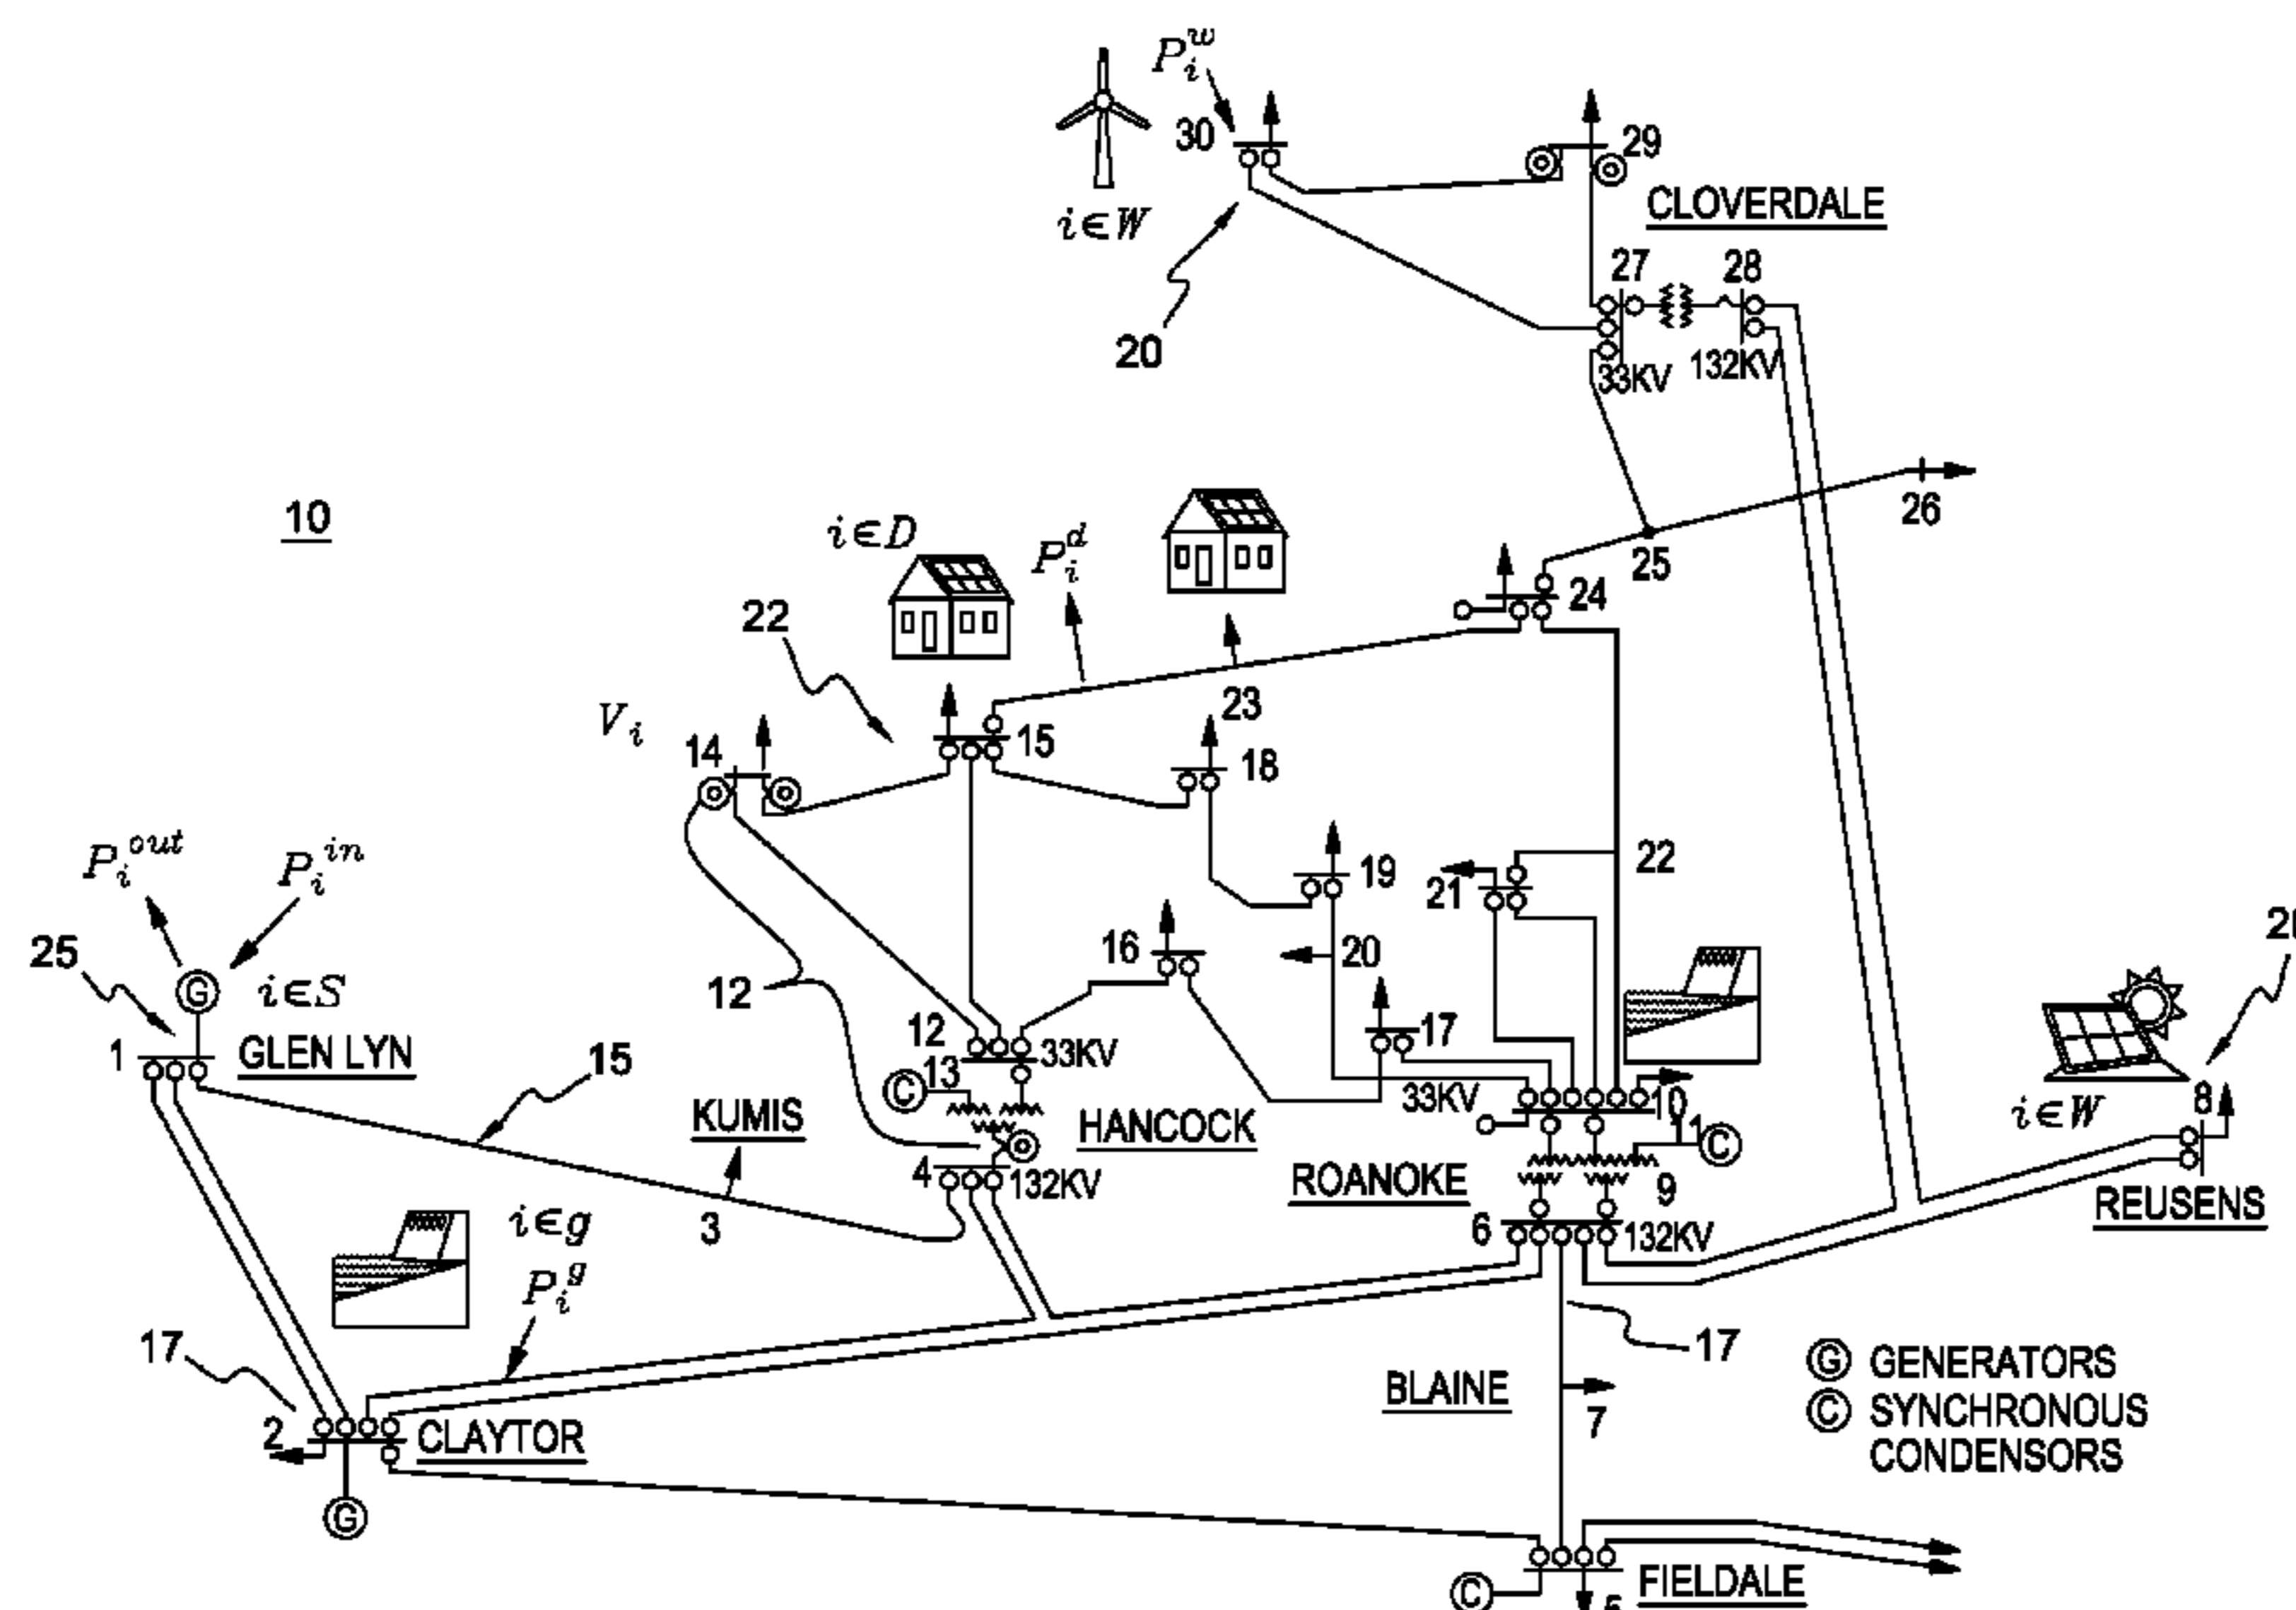 P_i^w
30
29
i∈W
CLOVERDALE
27
28
20
33KV
132KV
10
i∈D
P_i^d
26
25
24
22
23
V_i
14
15
18
P_i^out
P_i^in
19
21
22
25
G
i∈S
12
16
20
17
1
GLEN LYN
15
12
33KV
13
C
KUMIS
HANCOCK
33KV
10
11
C
i∈W
8
4
132KV
ROANOKE
9
REUSENS
3
i∈g
P_i^g
6
132KV
17
17
G GENERATORS
BLAINE
C SYNCHRONOUS
CONDENSORS
7
2
CLAYTOR
G
C
FIELDALE